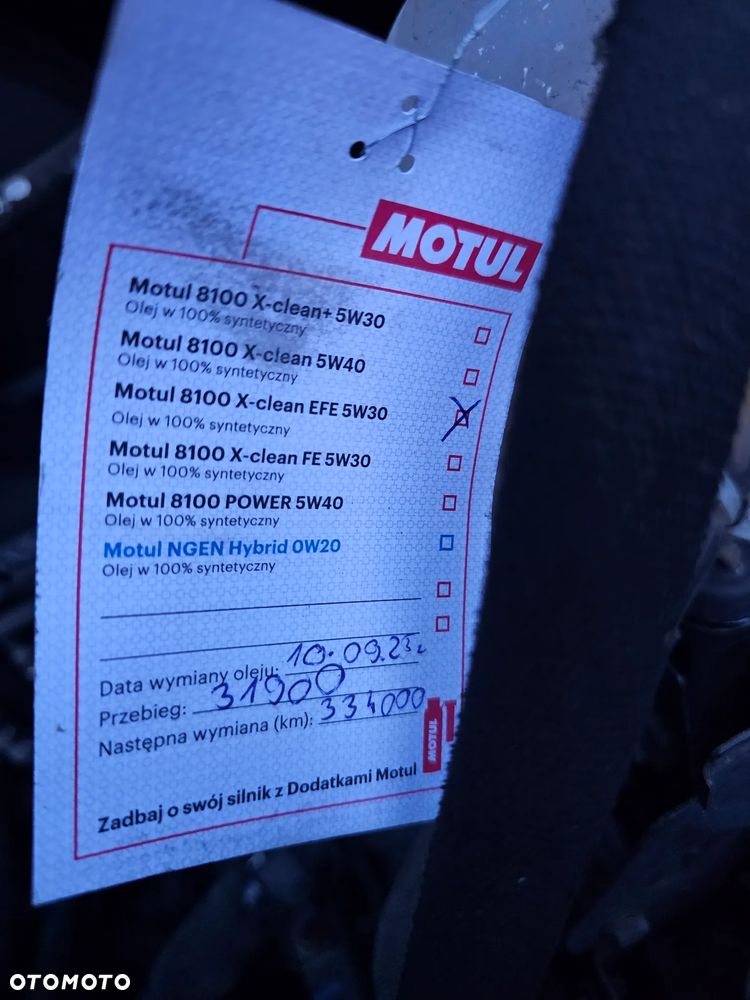 MOTUL
Motul 8100 X-clean+ 5W30
Olej w 100% syntetyczny
Motul 8100 X-clean 5W40
Olej w 100% syntetyczny
Motul 8100 X-clean EFE 5W30
Olej w 100% syntetyczny
Motul 8100 X-clean FE 5W30
Olej w 100% syntetyczny
Motul 8100 POWER 5W40
Olej w 100% syntetyczny
Motul NGEN Hybrid 0W20
Olej w 100% syntetyczny
Data wymiany oleju: 10.09.23r
Przebieg: 319000
Następna wymiana (km): 334000
MOTUL
Zadbaj o swój silnik z Dodatkami Motul
OTOMOTO